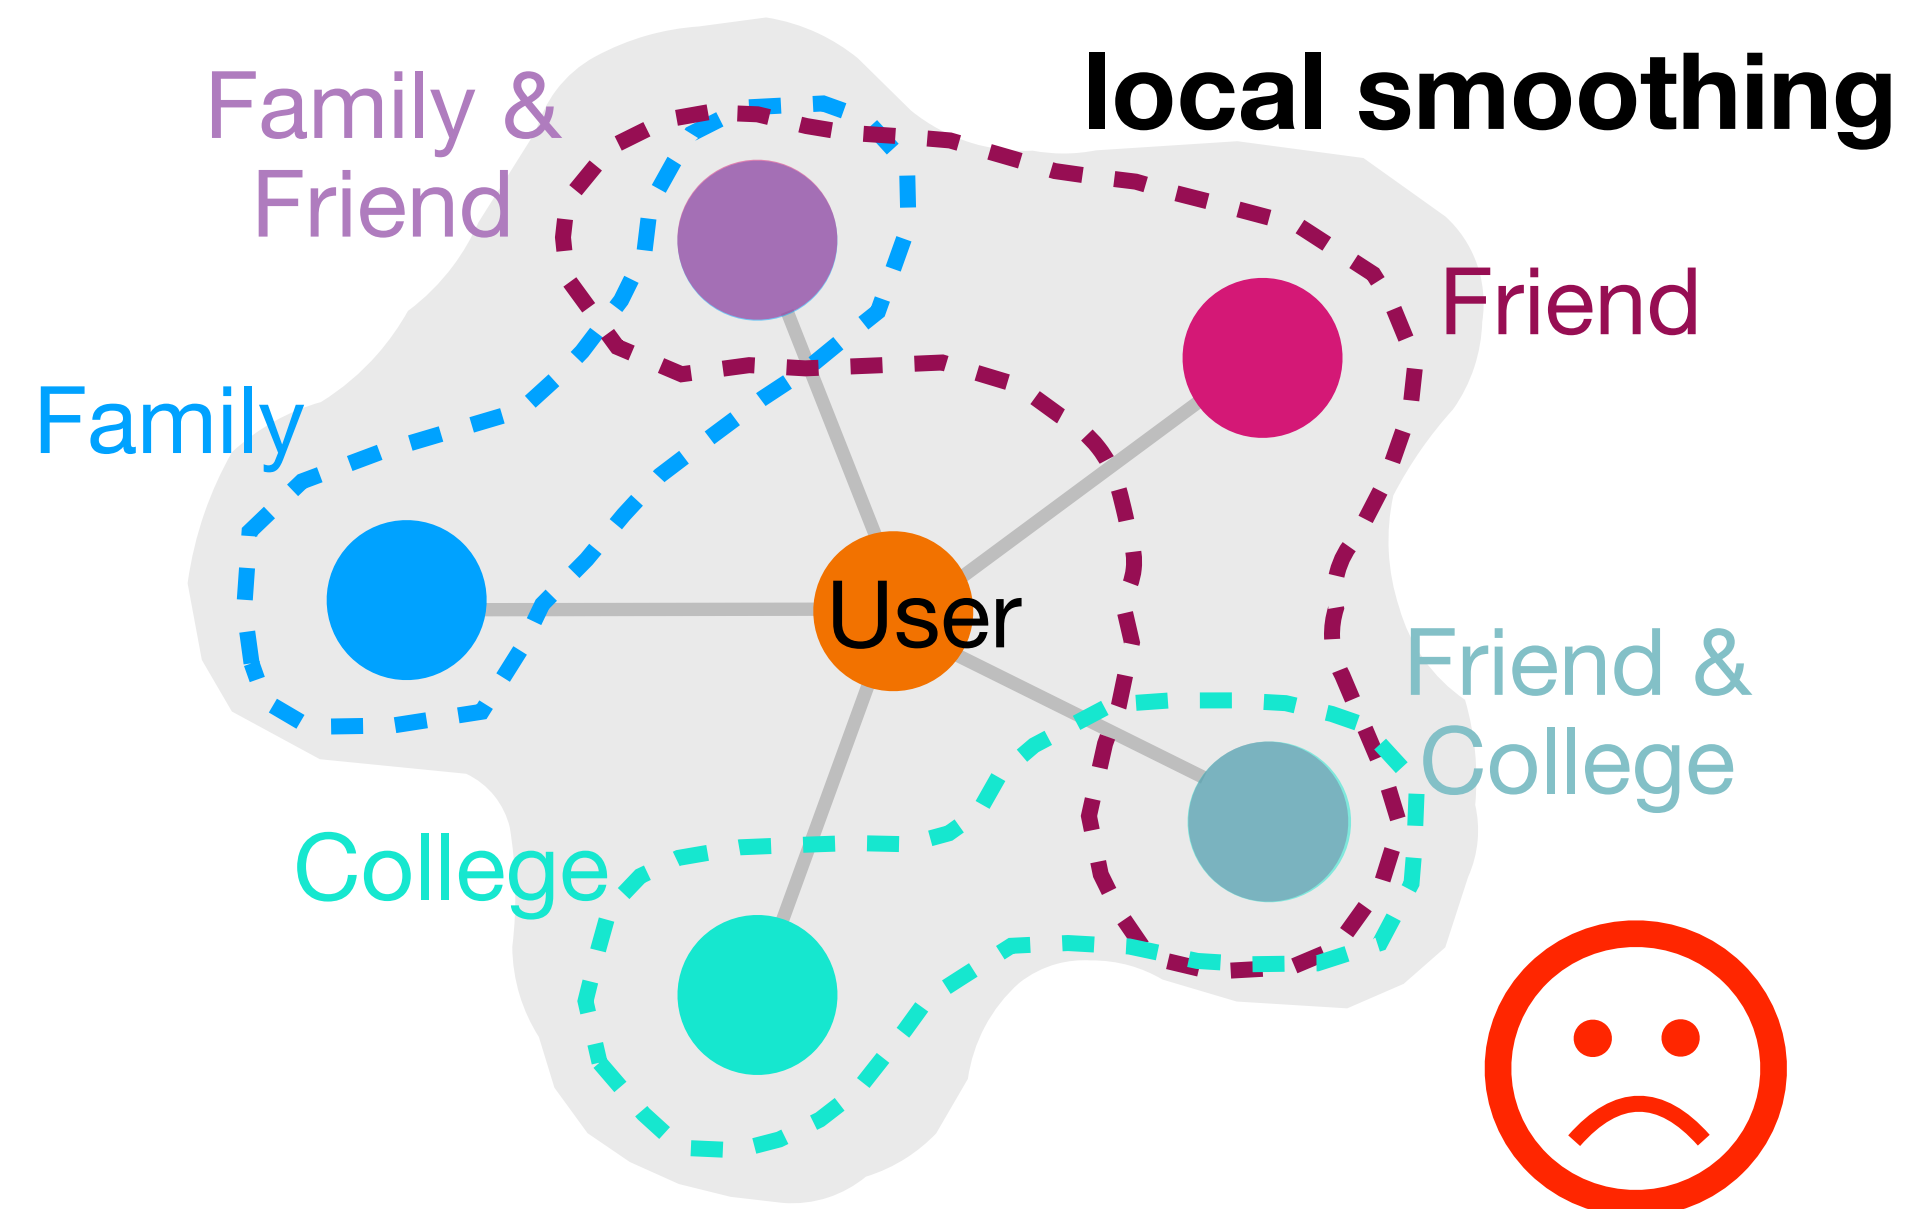 local smoothing
Family &
Friend
Friend
Family
User
Friend &
College
College